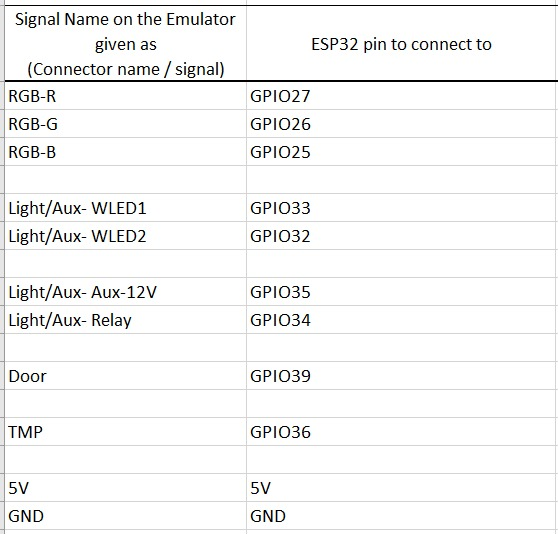 Signal Name on the Emulator
given as
(Connector name / signal)
ESP32 pin to connect to
RGB-R GPIO27
RGB-G GPIO26
RGB-B GPIO25
Light/Aux- WLED1 GPIO33
Light/Aux- WLED2 GPIO32
Light/Aux- Aux-12V GPIO35
Light/Aux- Relay GPIO34
Door GPIO39
TMP GPIO36
5V 5V
GND GND